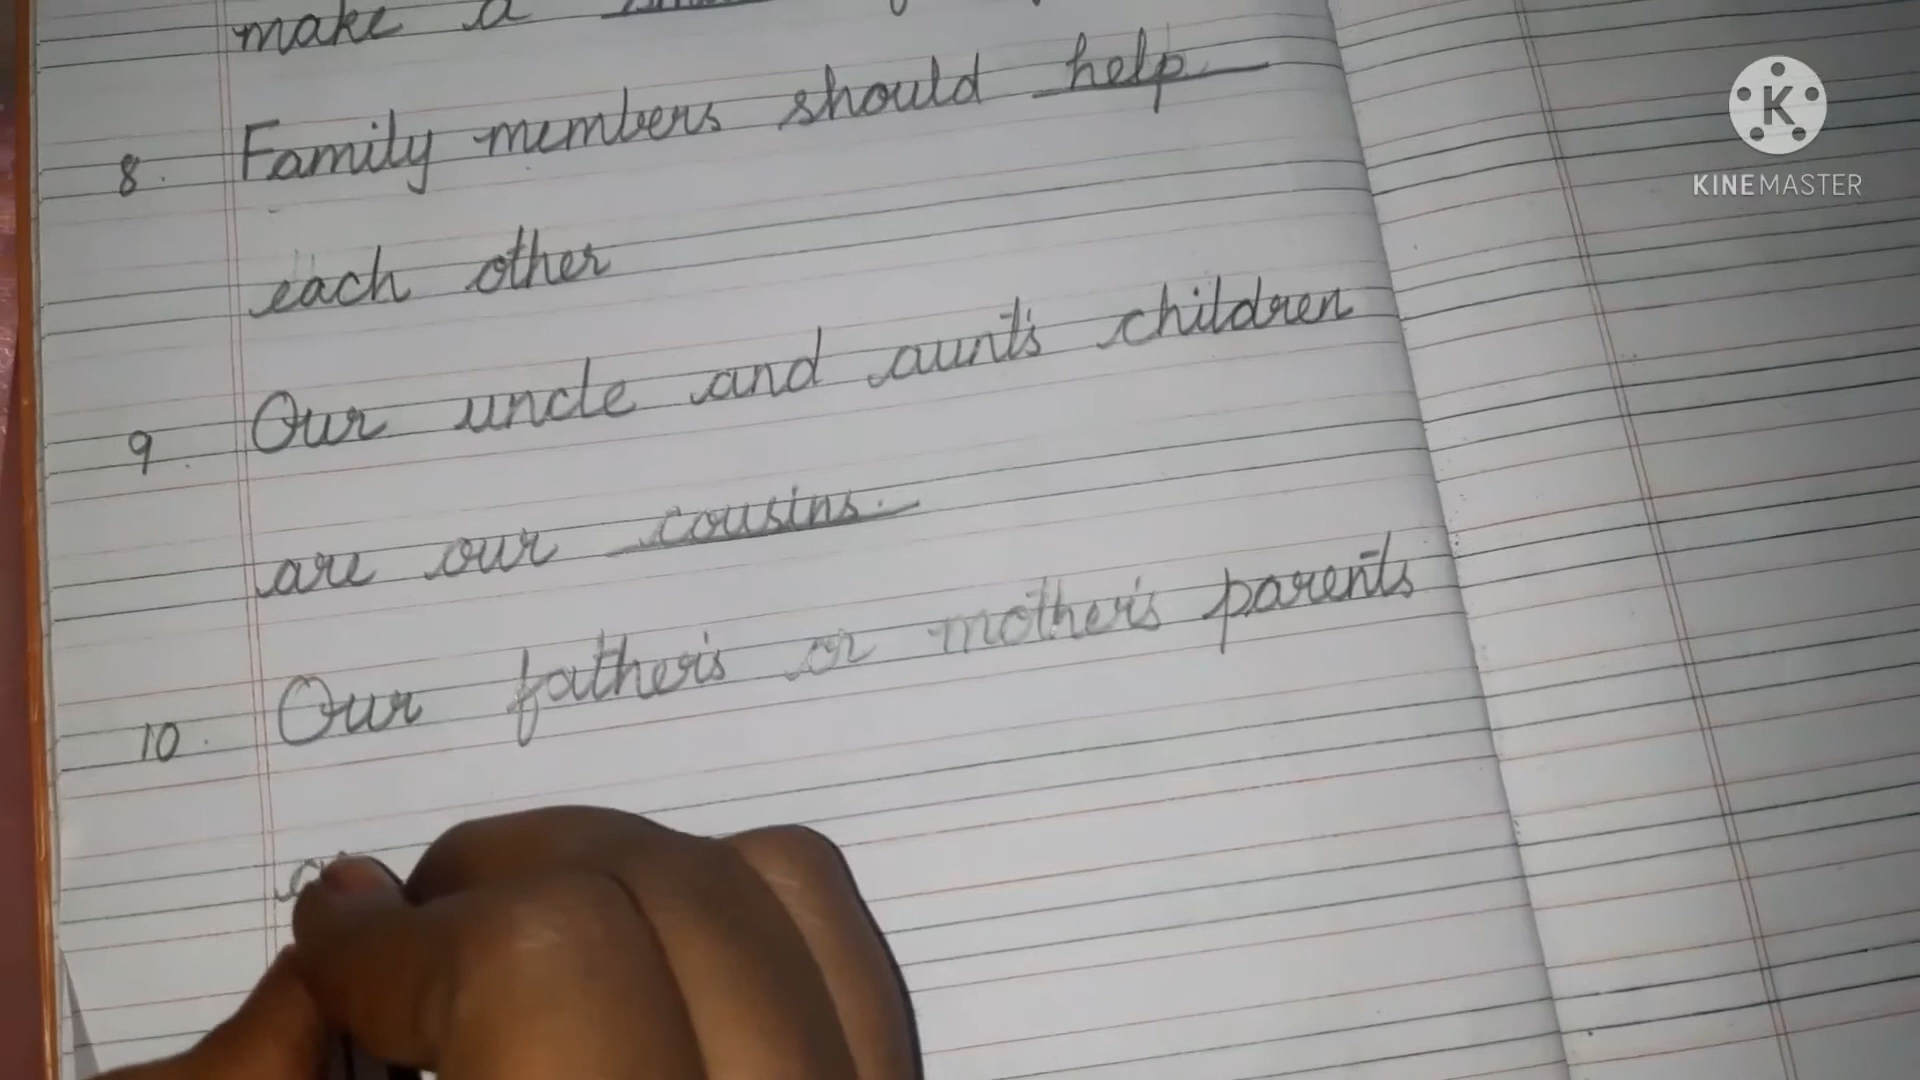 make a
8. Family members should help
each other
9. Our uncle and aunt's children
are our cousins.
10. Our father's or mother's parents
KINEMASTER